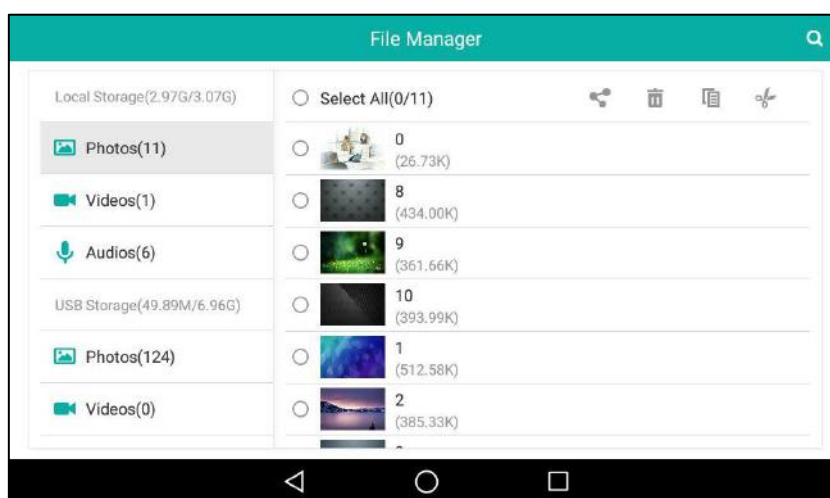 File Manager
Local Storage(2.97G/3.07G)
Photos(11)
Videos(1)
Audios(6)
USB Storage(49.89M/6.96G)
Photos(124)
Videos(0)
Select All(0/11)
0
(26.73K)
8
(434.00K)
9
(361.66K)
10
(393.99K)
1
(512.58K)
2
(385.33K)